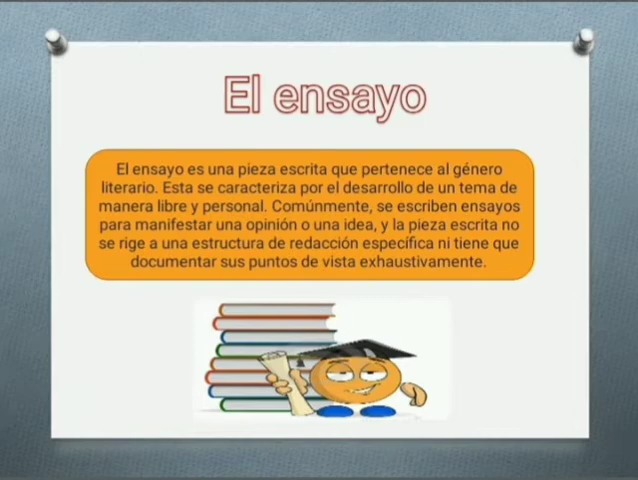 El ensayo
El ensayo es una pieza escrita que pertenece al género
literario. Esta se caracteriza por el desarrollo de un tema de
manera libre y personal. Comúnmente, se escriben ensayos
para manifestar una opinión o una idea, y la pieza escrita no
se rige a una estructura de redacción específica ni tiene que
documentar sus puntos de vista exhaustivamente.